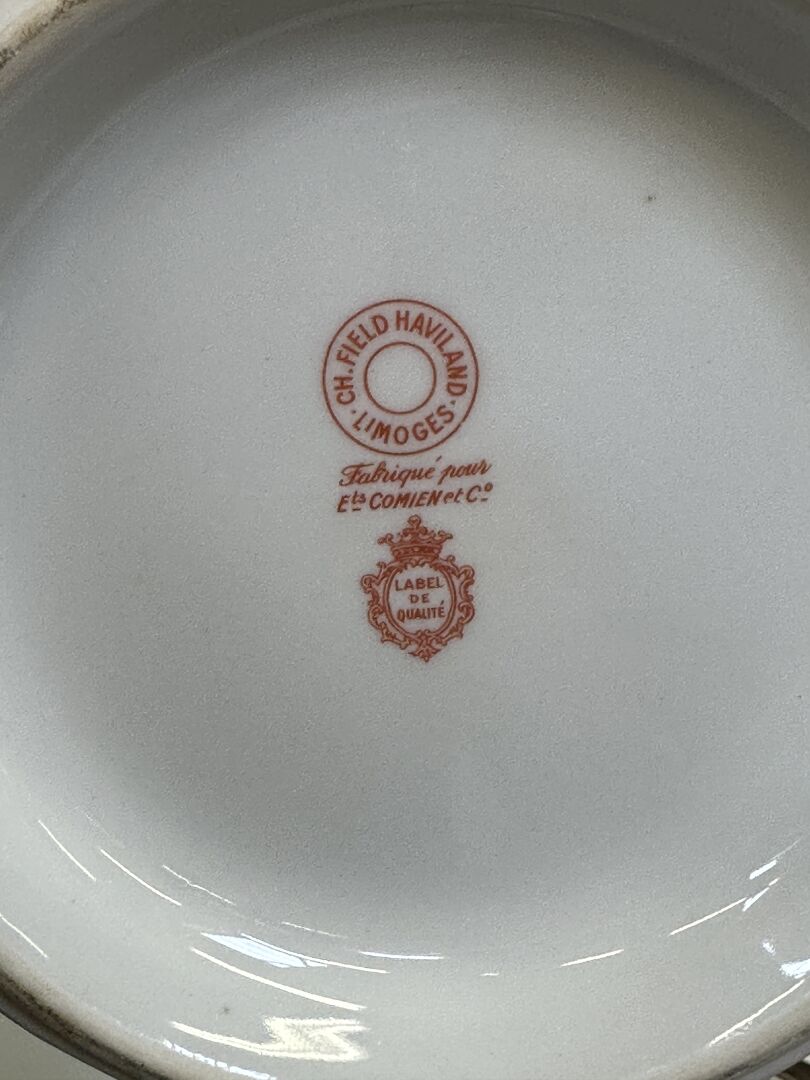 CH. FIELD HAVILAND
· LIMOGES ·
Fabriqué pour
Ets COMIEN et Co
LABEL
DE
QUALITÉ